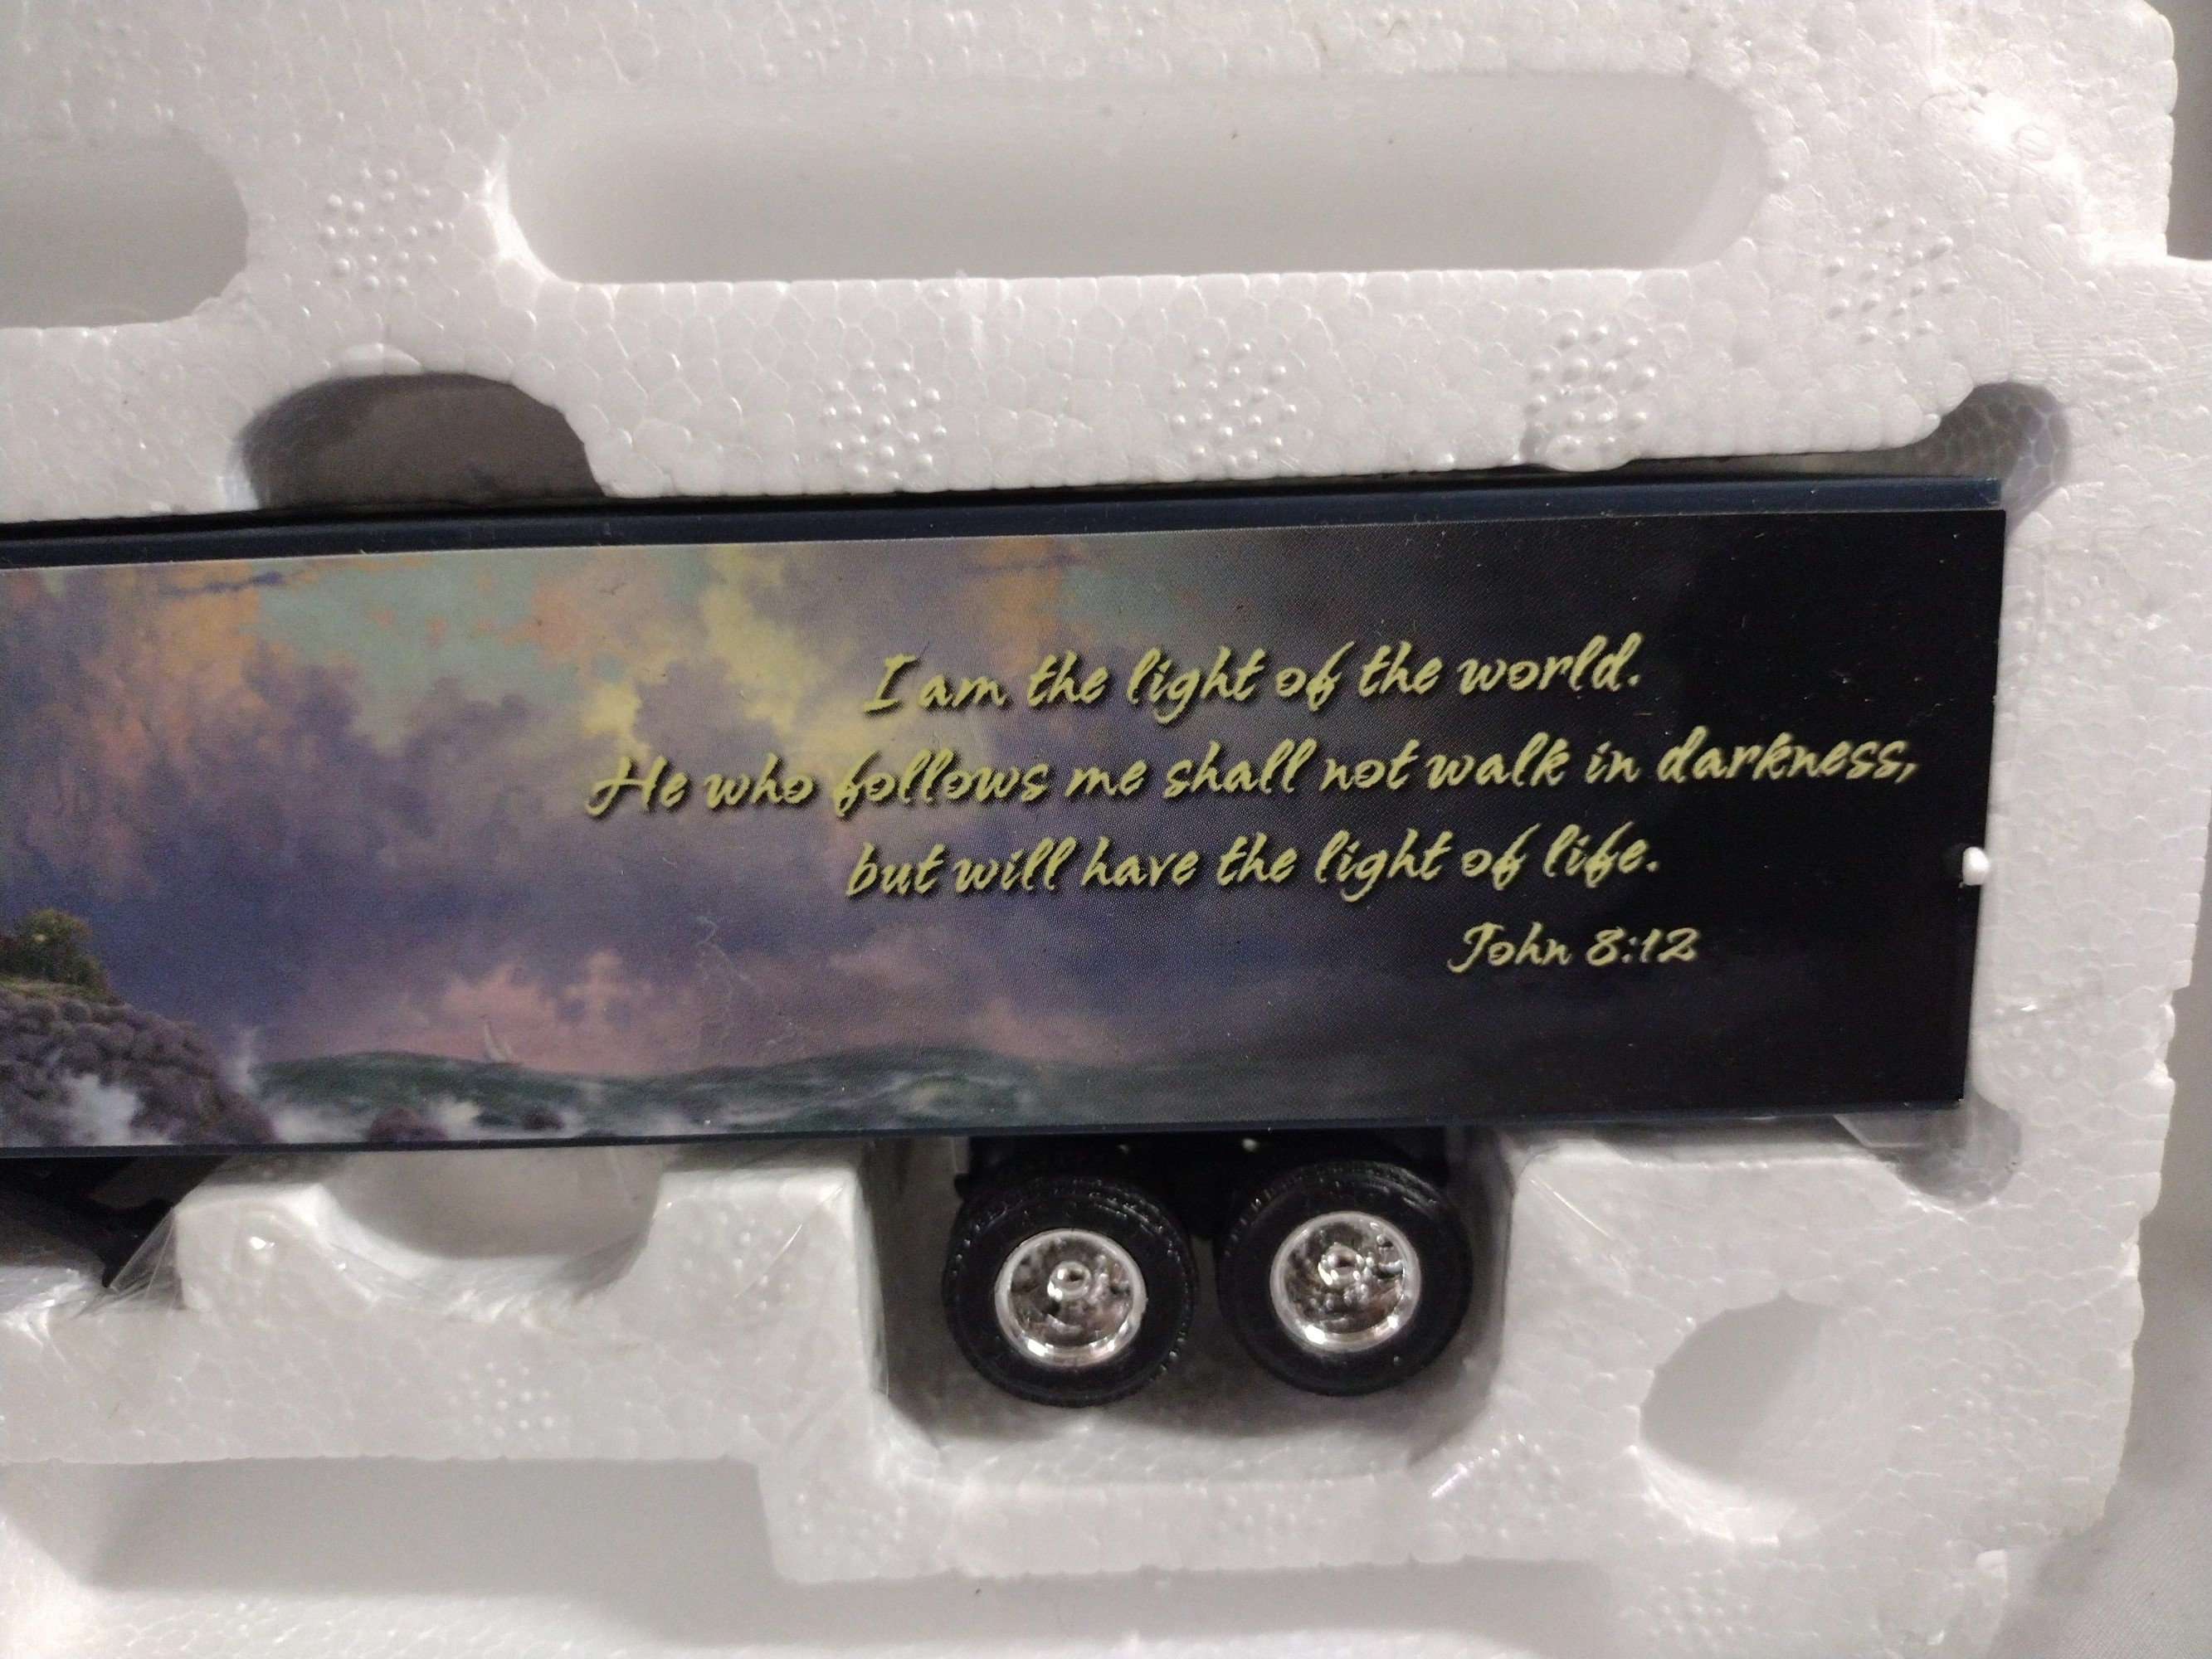 I am the light of the world.
He who follows me shall not walk in darkness,
but will have the light of life.
John 8:12